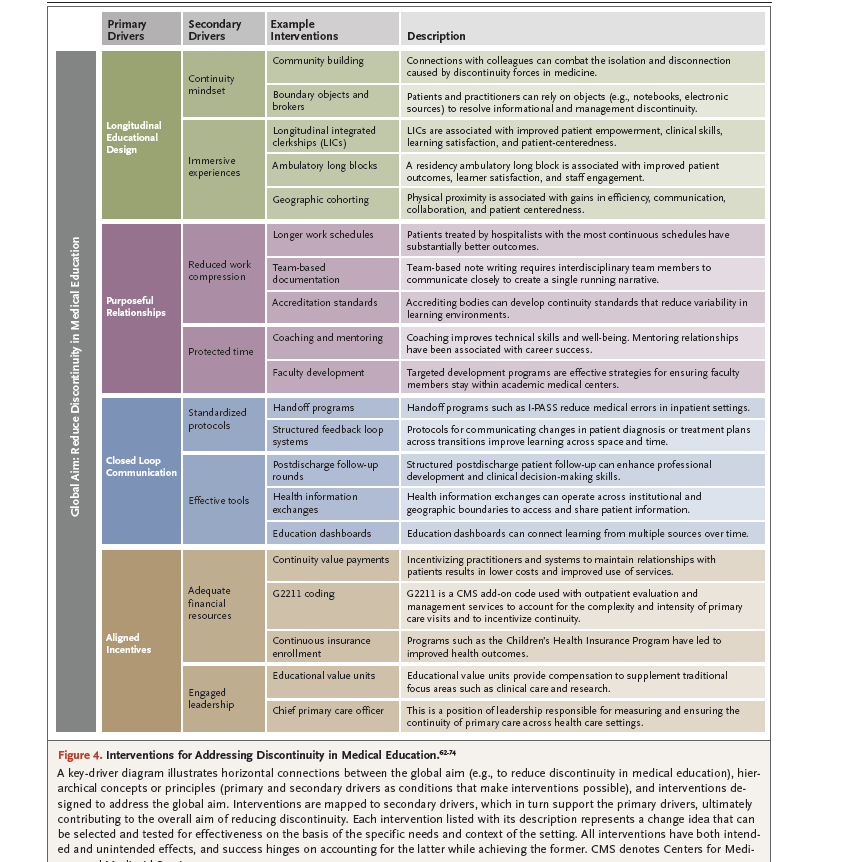 Primary
Drivers
Secondary
Drivers
Example
Interventions
Description
Global Aim: Reduce Discontinuity in Medical Education
Longitudinal
Educational
Design
Continuity
mindset
Community building
Connections with colleagues can combat the isolation and disconnection
caused by discontinuity forces in medicine.
Boundary objects and
brokers
Patients and practitioners can rely on objects (e.g., notebooks, electronic
sources) to resolve informational and management discontinuity.
Immersive
experiences
Longitudinal integrated
clerkships (LICs)
LICs are associated with improved patient empowerment, clinical skills,
learning satisfaction, and patient-centeredness.
Ambulatory long blocks
A residency ambulatory long block is associated with improved patient
outcomes, learner satisfaction, and staff engagement.
Geographic cohorting
Physical proximity is associated with gains in efficiency, communication,
collaboration, and patient centeredness.
Purposeful
Relationships
Reduced work
compression
Longer work schedules
Patients treated by hospitalists with the most continuous schedules have
substantially better outcomes.
Team-based
documentation
Team-based note writing requires interdisciplinary team members to
communicate closely to create a single running narrative.
Accreditation standards
Accrediting bodies can develop continuity standards that reduce variability in
learning environments.
Protected time
Coaching and mentoring
Coaching improves technical skills and well-being. Mentoring relationships
have been associated with career success.
Faculty development
Targeted development programs are effective strategies for ensuring faculty
members stay within academic medical centers.
Closed Loop
Communication
Standardized
protocols
Handoff programs
Handoff programs such as I-PASS reduce medical errors in inpatient settings.
Structured feedback loop
systems
Protocols for communicating changes in patient diagnosis or treatment plans
across transitions improve learning across space and time.
Effective tools
Postdischarge follow-up
rounds
Structured postdischarge patient follow-up can enhance professional
development and clinical decision-making skills.
Health information
exchanges
Health information exchanges can operate across institutional and
geographic boundaries to access and share patient information.
Education dashboards
Education dashboards can connect learning from multiple sources over time.
Aligned
Incentives
Adequate
financial
resources
Continuity value payments
Incentivizing practitioners and systems to maintain relationships with
patients results in lower costs and improved use of services.
G2211 coding
G2211 is a CMS add-on code used with outpatient evaluation and
management services to account for the complexity and intensity of primary
care visits and to incentivize continuity.
Continuous insurance
enrollment
Programs such as the Children's Health Insurance Program have led to
improved health outcomes.
Engaged
leadership
Educational value units
Educational value units provide compensation to supplement traditional
focus areas such as clinical care and research.
Chief primary care officer
This is a position of leadership responsible for measuring and ensuring the
continuity of primary care across health care settings.
Figure 4. Interventions for Addressing Discontinuity in Medical Education.62-74
A key-driver diagram illustrates horizontal connections between the global aim (e.g., to reduce discontinuity in medical education), hier-
archical concepts or principles (primary and secondary drivers as conditions that make interventions possible), and interventions de-
signed to address the global aim. Interventions are mapped to secondary drivers, which in turn support the primary drivers, ultimately
contributing to the overall aim of reducing discontinuity. Each intervention listed with its description represents a change idea that can
be selected and tested for effectiveness on the basis of the specific needs and context of the setting. All interventions have both intend-
ed and unintended effects, and success hinges on accounting for the latter while achieving the former. CMS denotes Centers for Medi-